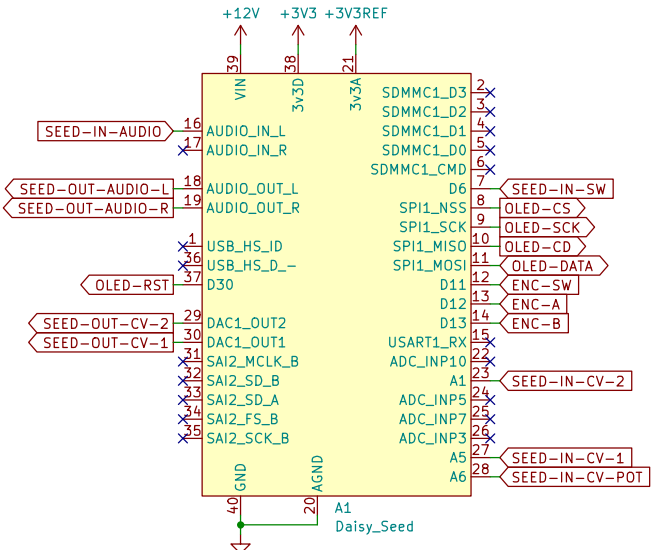 +12V +3V3 +3V3REF
39 38 21
VIN 3v3D 3v3A
SDMMC1_D3 2
SDMMC1_D2 3
SEED-IN-AUDIO 16 AUDIO_IN_L SDMMC1_D1 4
17 AUDIO_IN_R SDMMC1_D0 5
SDMMC1_CMD 6
SEED-OUT-AUDIO-L 18 AUDIO_OUT_L D6 7 SEED-IN-SW
SEED-OUT-AUDIO-R 19 AUDIO_OUT_R SPI1_NSS 8 OLED-CS
SPI1_SCK 9 OLED-SCK
1 USB_HS_ID SPI1_MISO 10 OLED-CD
36 USB_HS_D_- SPI1_MOSI 11 OLED-DATA
OLED-RST 37 D30 D11 12 ENC-SW
D12 13 ENC-A
SEED-OUT-CV-2 29 DAC1_OUT2 D13 14 ENC-B
SEED-OUT-CV-1 30 DAC1_OUT1 USART1_RX 15
31 SAI2_MCLK_B ADC_INP10 22
32 SAI2_SD_B A1 23 SEED-IN-CV-2
33 SAI2_SD_A ADC_INP5 24
34 SAI2_FS_B ADC_INP7 25
35 SAI2_SCK_B ADC_INP3 26
A5 27 SEED-IN-CV-1
A6 28 SEED-IN-CV-POT
GND AGND
40 20
A1
Daisy_Seed